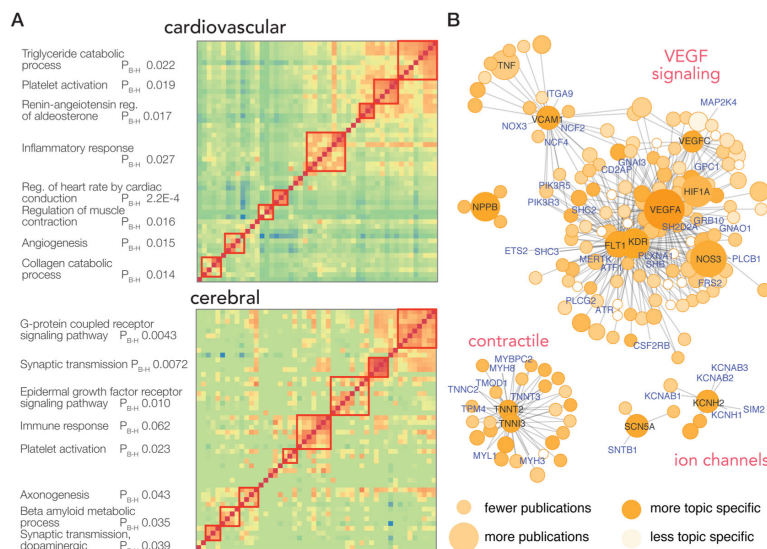 A
cardiovascular
Triglyceride catabolic
process P B-H 0.022
Platelet activation P B-H 0.019
Renin-angeiotensin reg.
of aldeosterone P B-H 0.017
Inflammatory response
P B-H 0.027
Reg. of heart rate by cardiac
conduction P B-H 2.2E-4
Regulation of muscle
contraction P B-H 0.016
Angiogenesis P B-H 0.015
Collagen catabolic
process P B-H 0.014
cerebral
G-protein coupled receptor
signaling pathway P B-H 0.0043
Synaptic transmission P B-H 0.0072
Epidermal growth factor receptor
signaling pathway P B-H 0.010
Immune response P B-H 0.062
Platelet activation P B-H 0.023
Axonogenesis P B-H 0.043
Beta amyloid metabolic
process P B-H 0.035
Synaptic transmission,
dopaminergic P B-H 0.039
B
VEGF
signaling
TNF
ITGA9
VCAM1
NOX3
NCF2
NCF4
MAP2K4
VEGFC
GNAI3
CD2AP
GPC1
PIK3R5
HIF1A
PIK3R3
NPPB
SHC2
VEGFA
GRB10
SH2D2A
GNAO1
FLT1
KDR
ETS2
SHC3
MERTK
PLXNA1
NOS3
PLCB1
ATF1
SHB
FRS2
PLCG2
ATR
CSF2RB
contractile
MYBPC2
MYH8
TMOD1
TNNC2
TNNT3
TPM4
TNNT2
TNNI3
MYL1
MYH3
KCNAB3
KCNAB2
KCNAB1
KCNH2
SIM2
SCN5A
KCNH1
SNTB1
ion channels
fewer publications
more topic specific
more publications
less topic specific